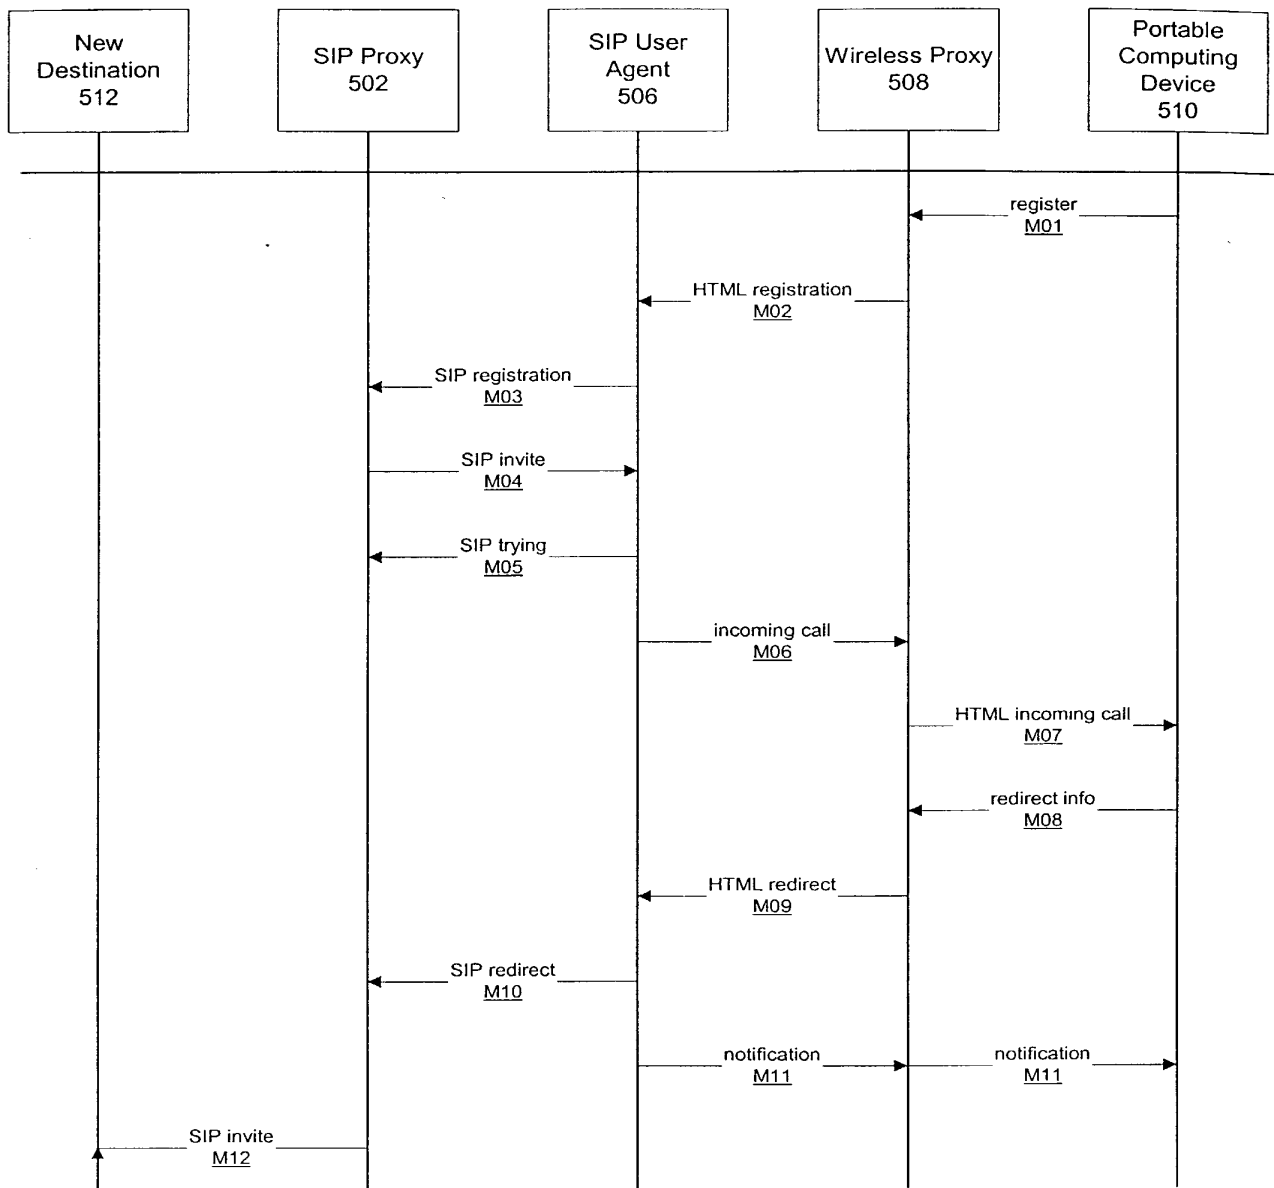 New
Destination
512
SIP Proxy
502
SIP User
Agent
506
Wireless Proxy
508
Portable
Computing
Device
510
register
M01
HTML registration
M02
SIP registration
M03
SIP invite
M04
SIP trying
M05
incoming call
M06
HTML incoming call
M07
redirect info
M08
HTML redirect
M09
SIP redirect
M10
notification
M11
notification
M11
SIP invite
M12